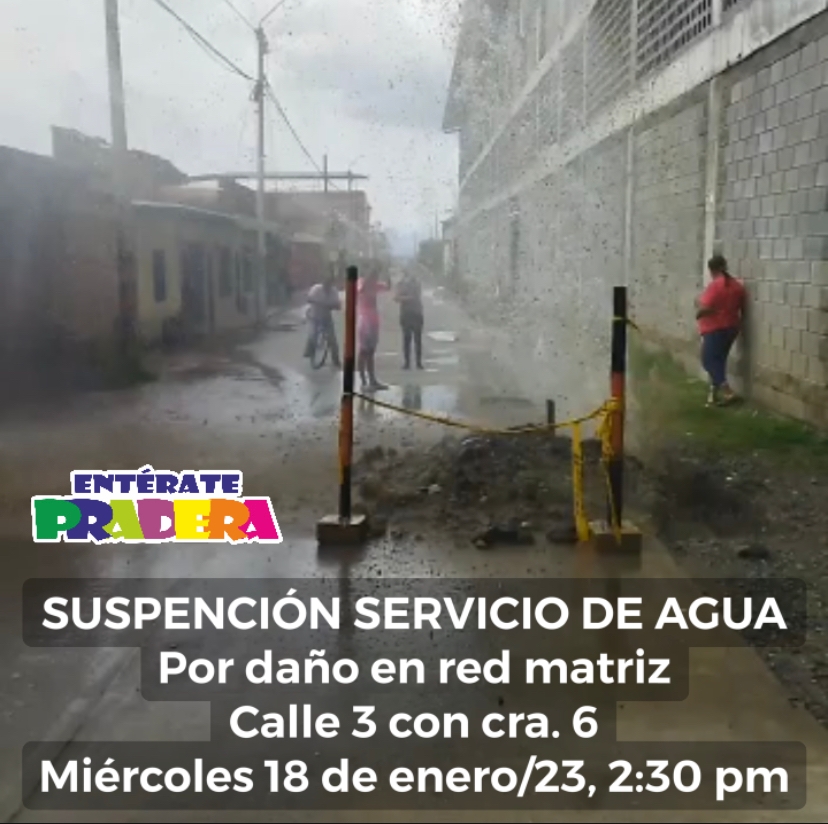 ENTÉRATE
PRADERA
SUSPENCIÓN SERVICIO DE AGUA
Por daño en red matriz
Calle 3 con cra. 6
Miércoles 18 de enero/23, 2:30 pm